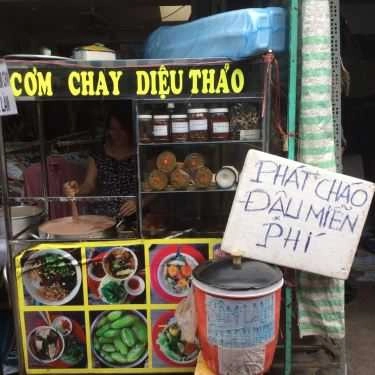 CƠM CHAY DIỆU THẢO
PHÁT CHÁO
ĐẬU MIỄN
PHÍ